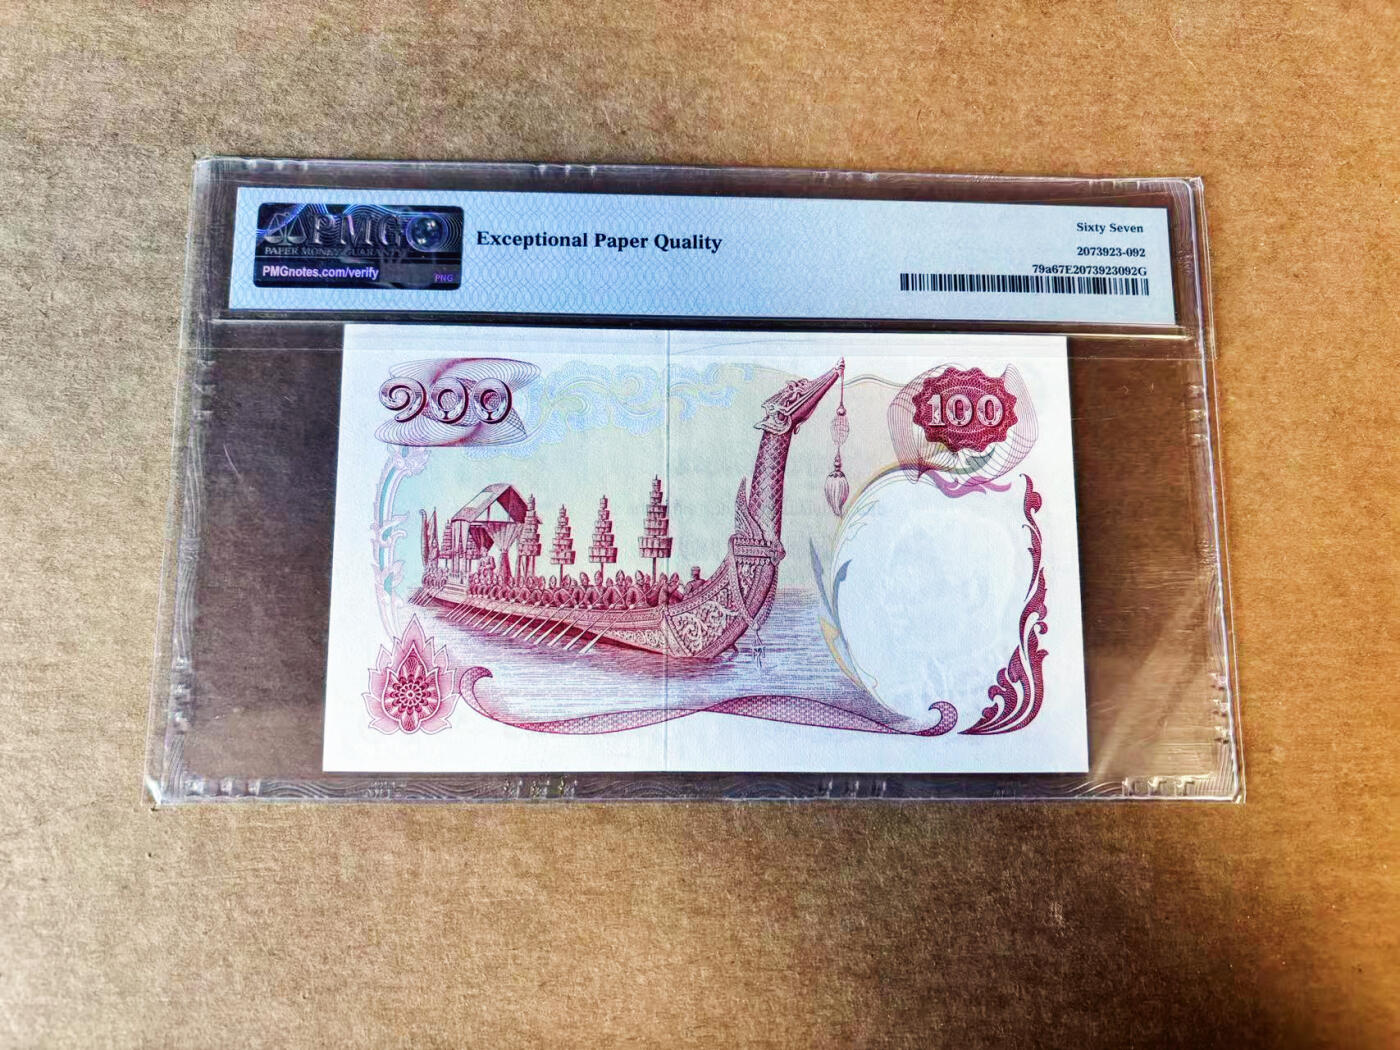 PMG
PAPER MONEY GUARANTY
PMGnotes.com/verify
PNG
Exceptional Paper Quality
Sixty Seven
2073923-092
79a67E2073923092G
๑๐๐
100